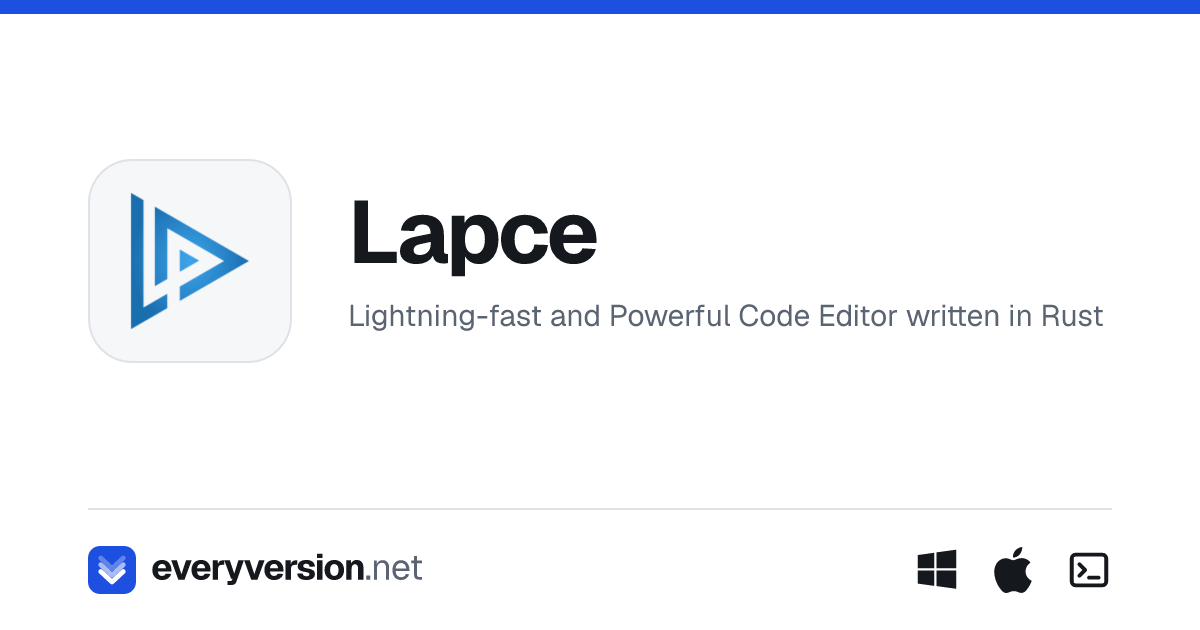 Lapce
Lightning-fast and Powerful Code Editor written in Rust
everyversion.net